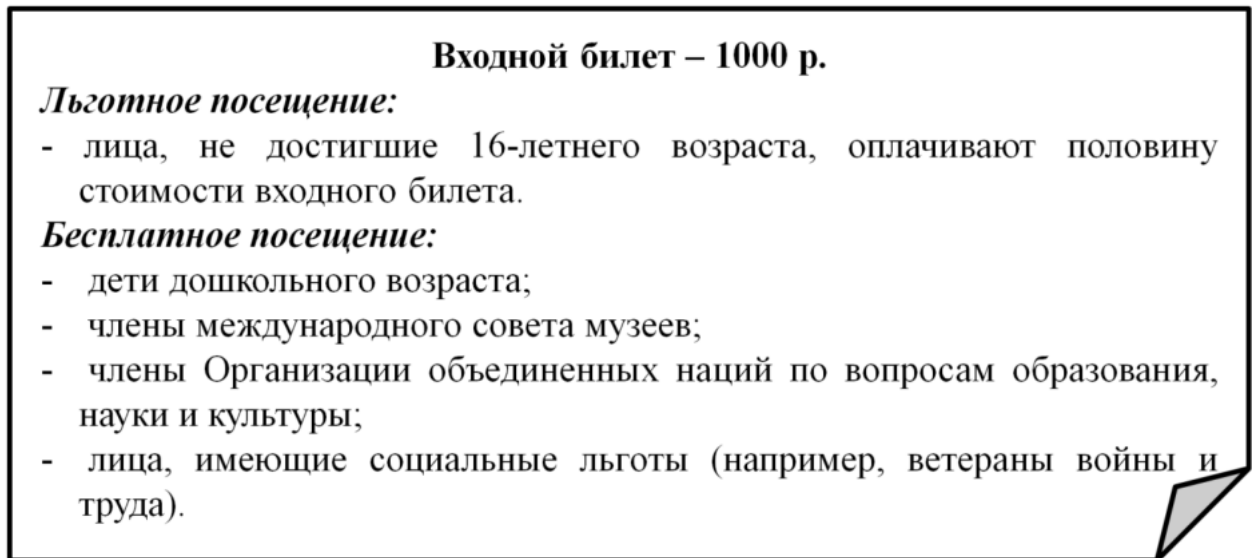 Входной билет – 1000 р.
Льготное посещение:
- лица, не достигшие 16-летнего возраста, оплачивают половину
стоимости входного билета.
Бесплатное посещение:
- дети дошкольного возраста;
- члены международного совета музеев;
- члены Организации объединенных наций по вопросам образования,
науки и культуры;
- лица, имеющие социальные льготы (например, ветераны войны и
труда).